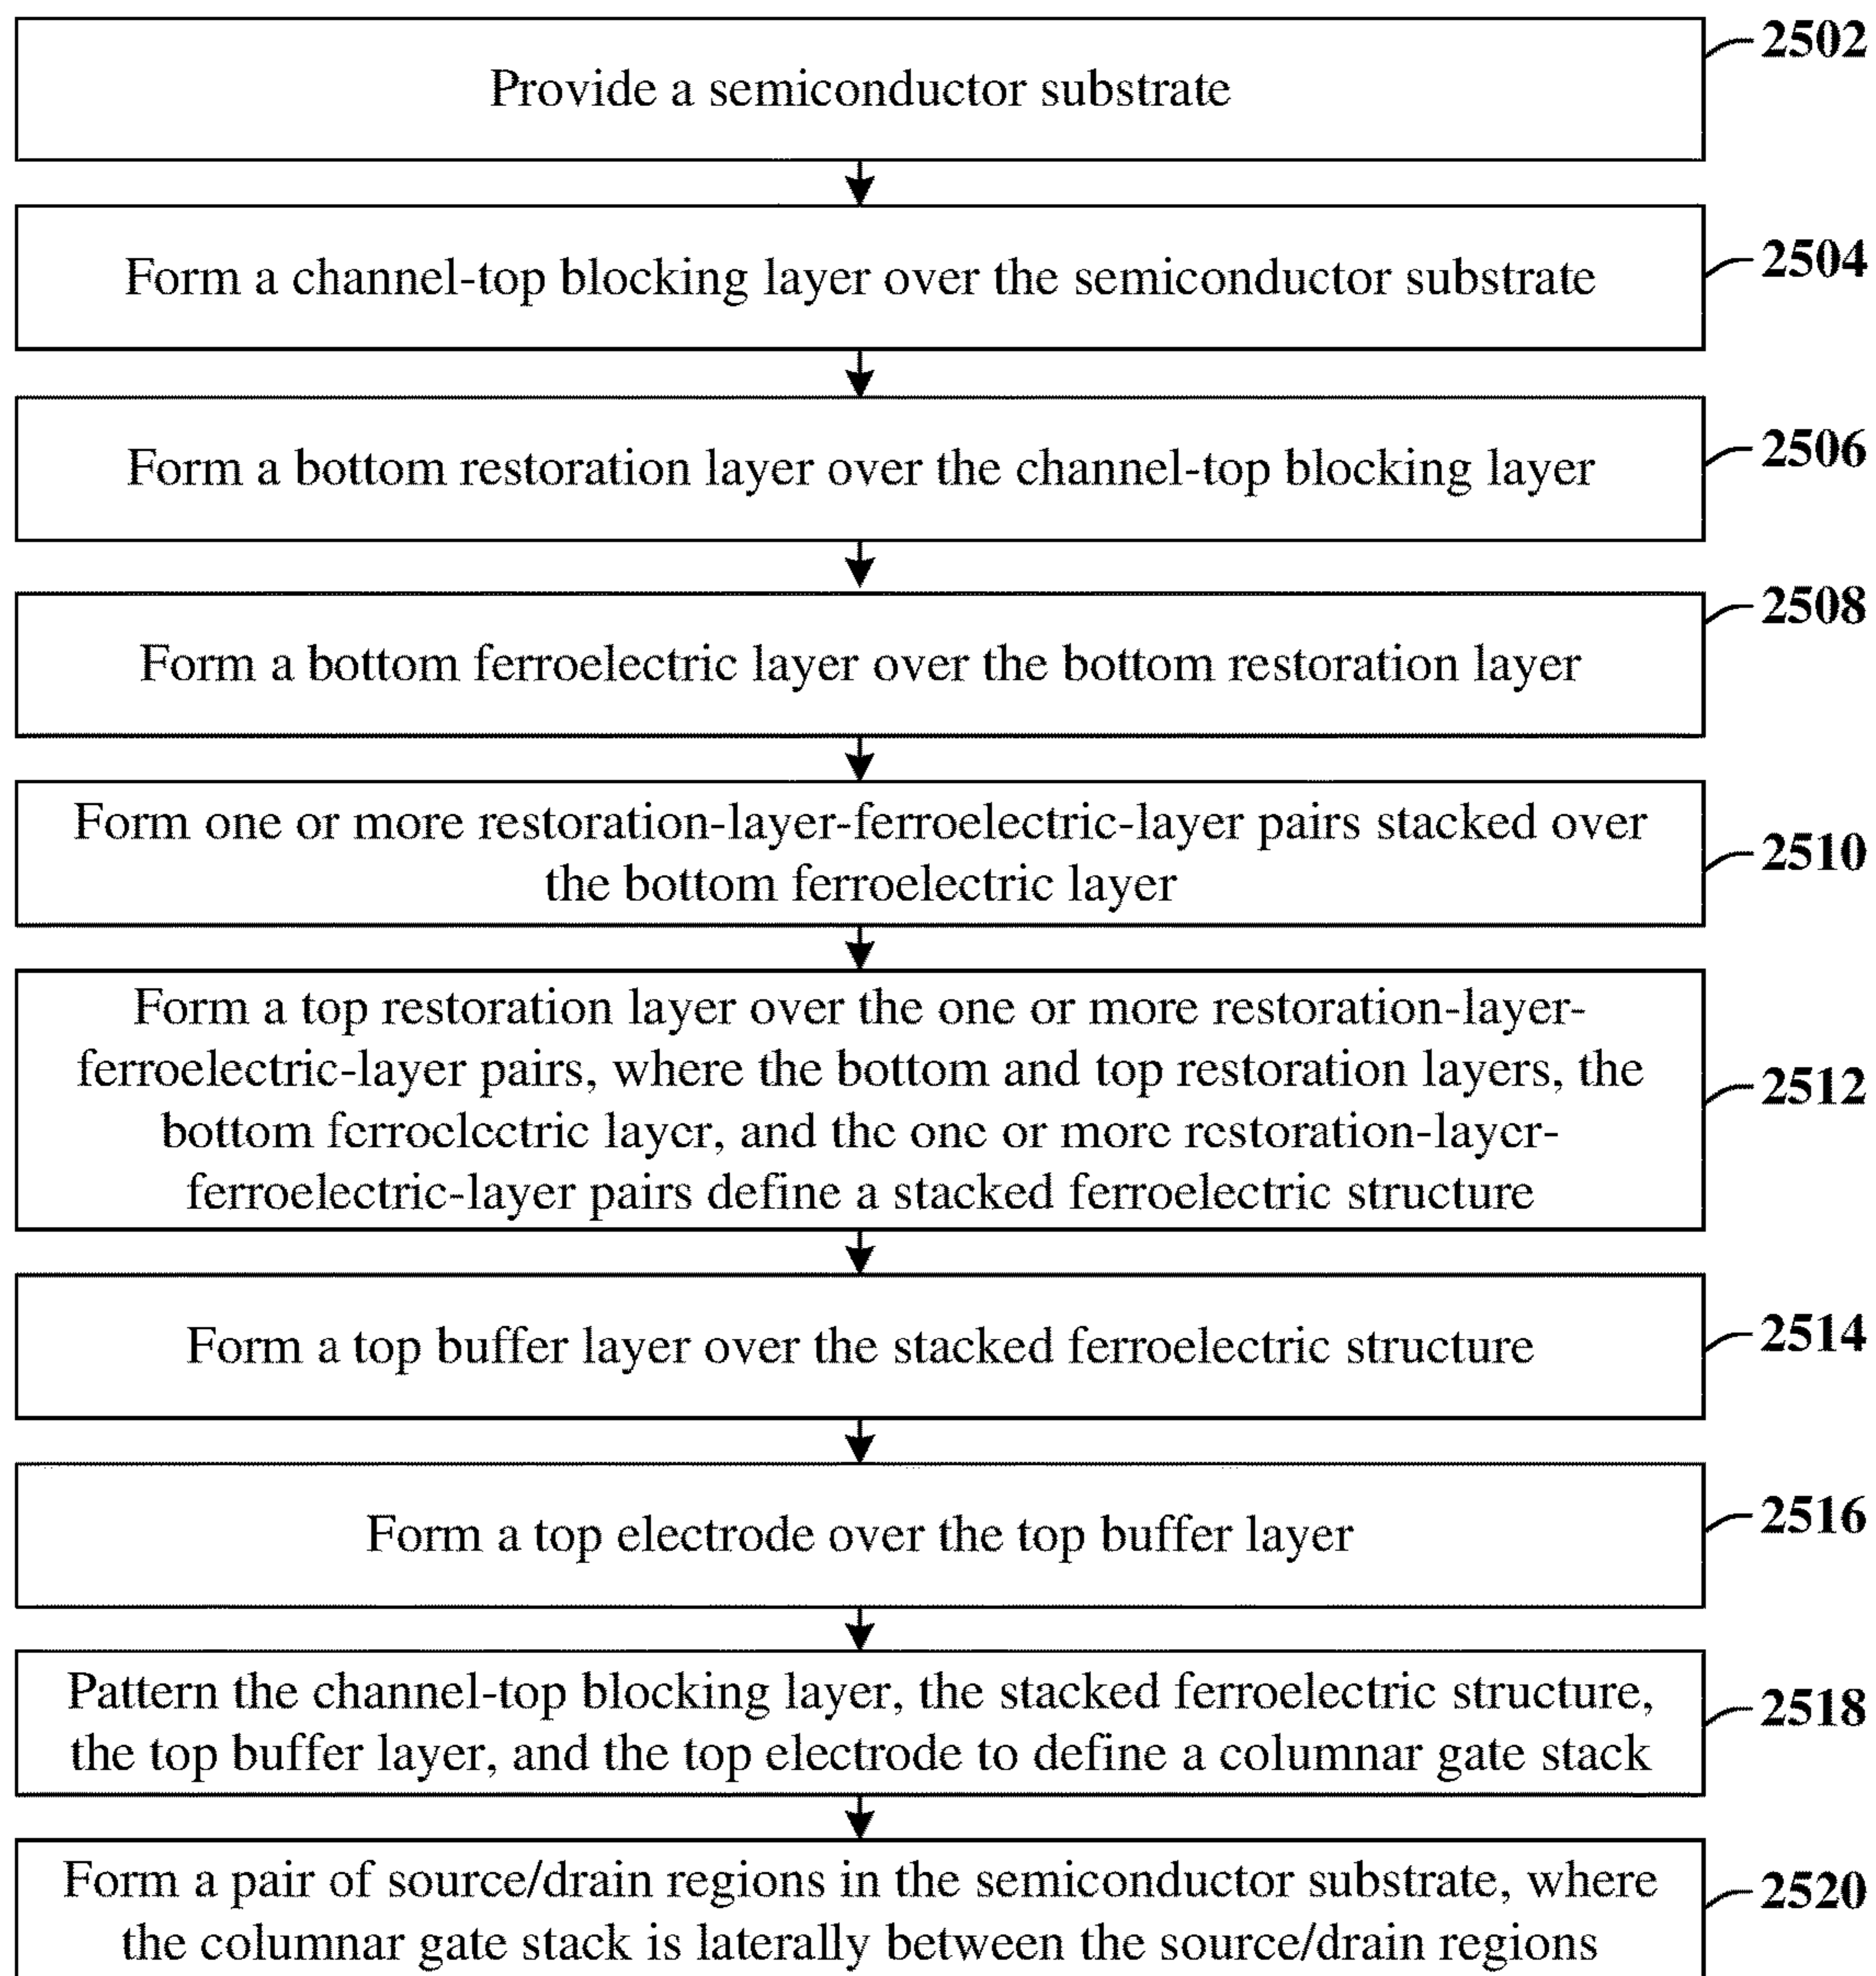 Provide a semiconductor substrate
2502
Form a channel-top blocking layer over the semiconductor substrate
2504
Form a bottom restoration layer over the channel-top blocking layer
2506
Form a bottom ferroelectric layer over the bottom restoration layer
2508
Form one or more restoration-layer-ferroelectric-layer pairs stacked over
the bottom ferroelectric layer
2510
Form a top restoration layer over the one or more restoration-layer-
ferroelectric-layer pairs, where the bottom and top restoration layers, the
bottom ferroelectric layer, and the one or more restoration-layer-
ferroelectric-layer pairs define a stacked ferroelectric structure
2512
Form a top buffer layer over the stacked ferroelectric structure
2514
Form a top electrode over the top buffer layer
2516
Pattern the channel-top blocking layer, the stacked ferroelectric structure,
the top buffer layer, and the top electrode to define a columnar gate stack
2518
Form a pair of source/drain regions in the semiconductor substrate, where
the columnar gate stack is laterally between the source/drain regions
2520